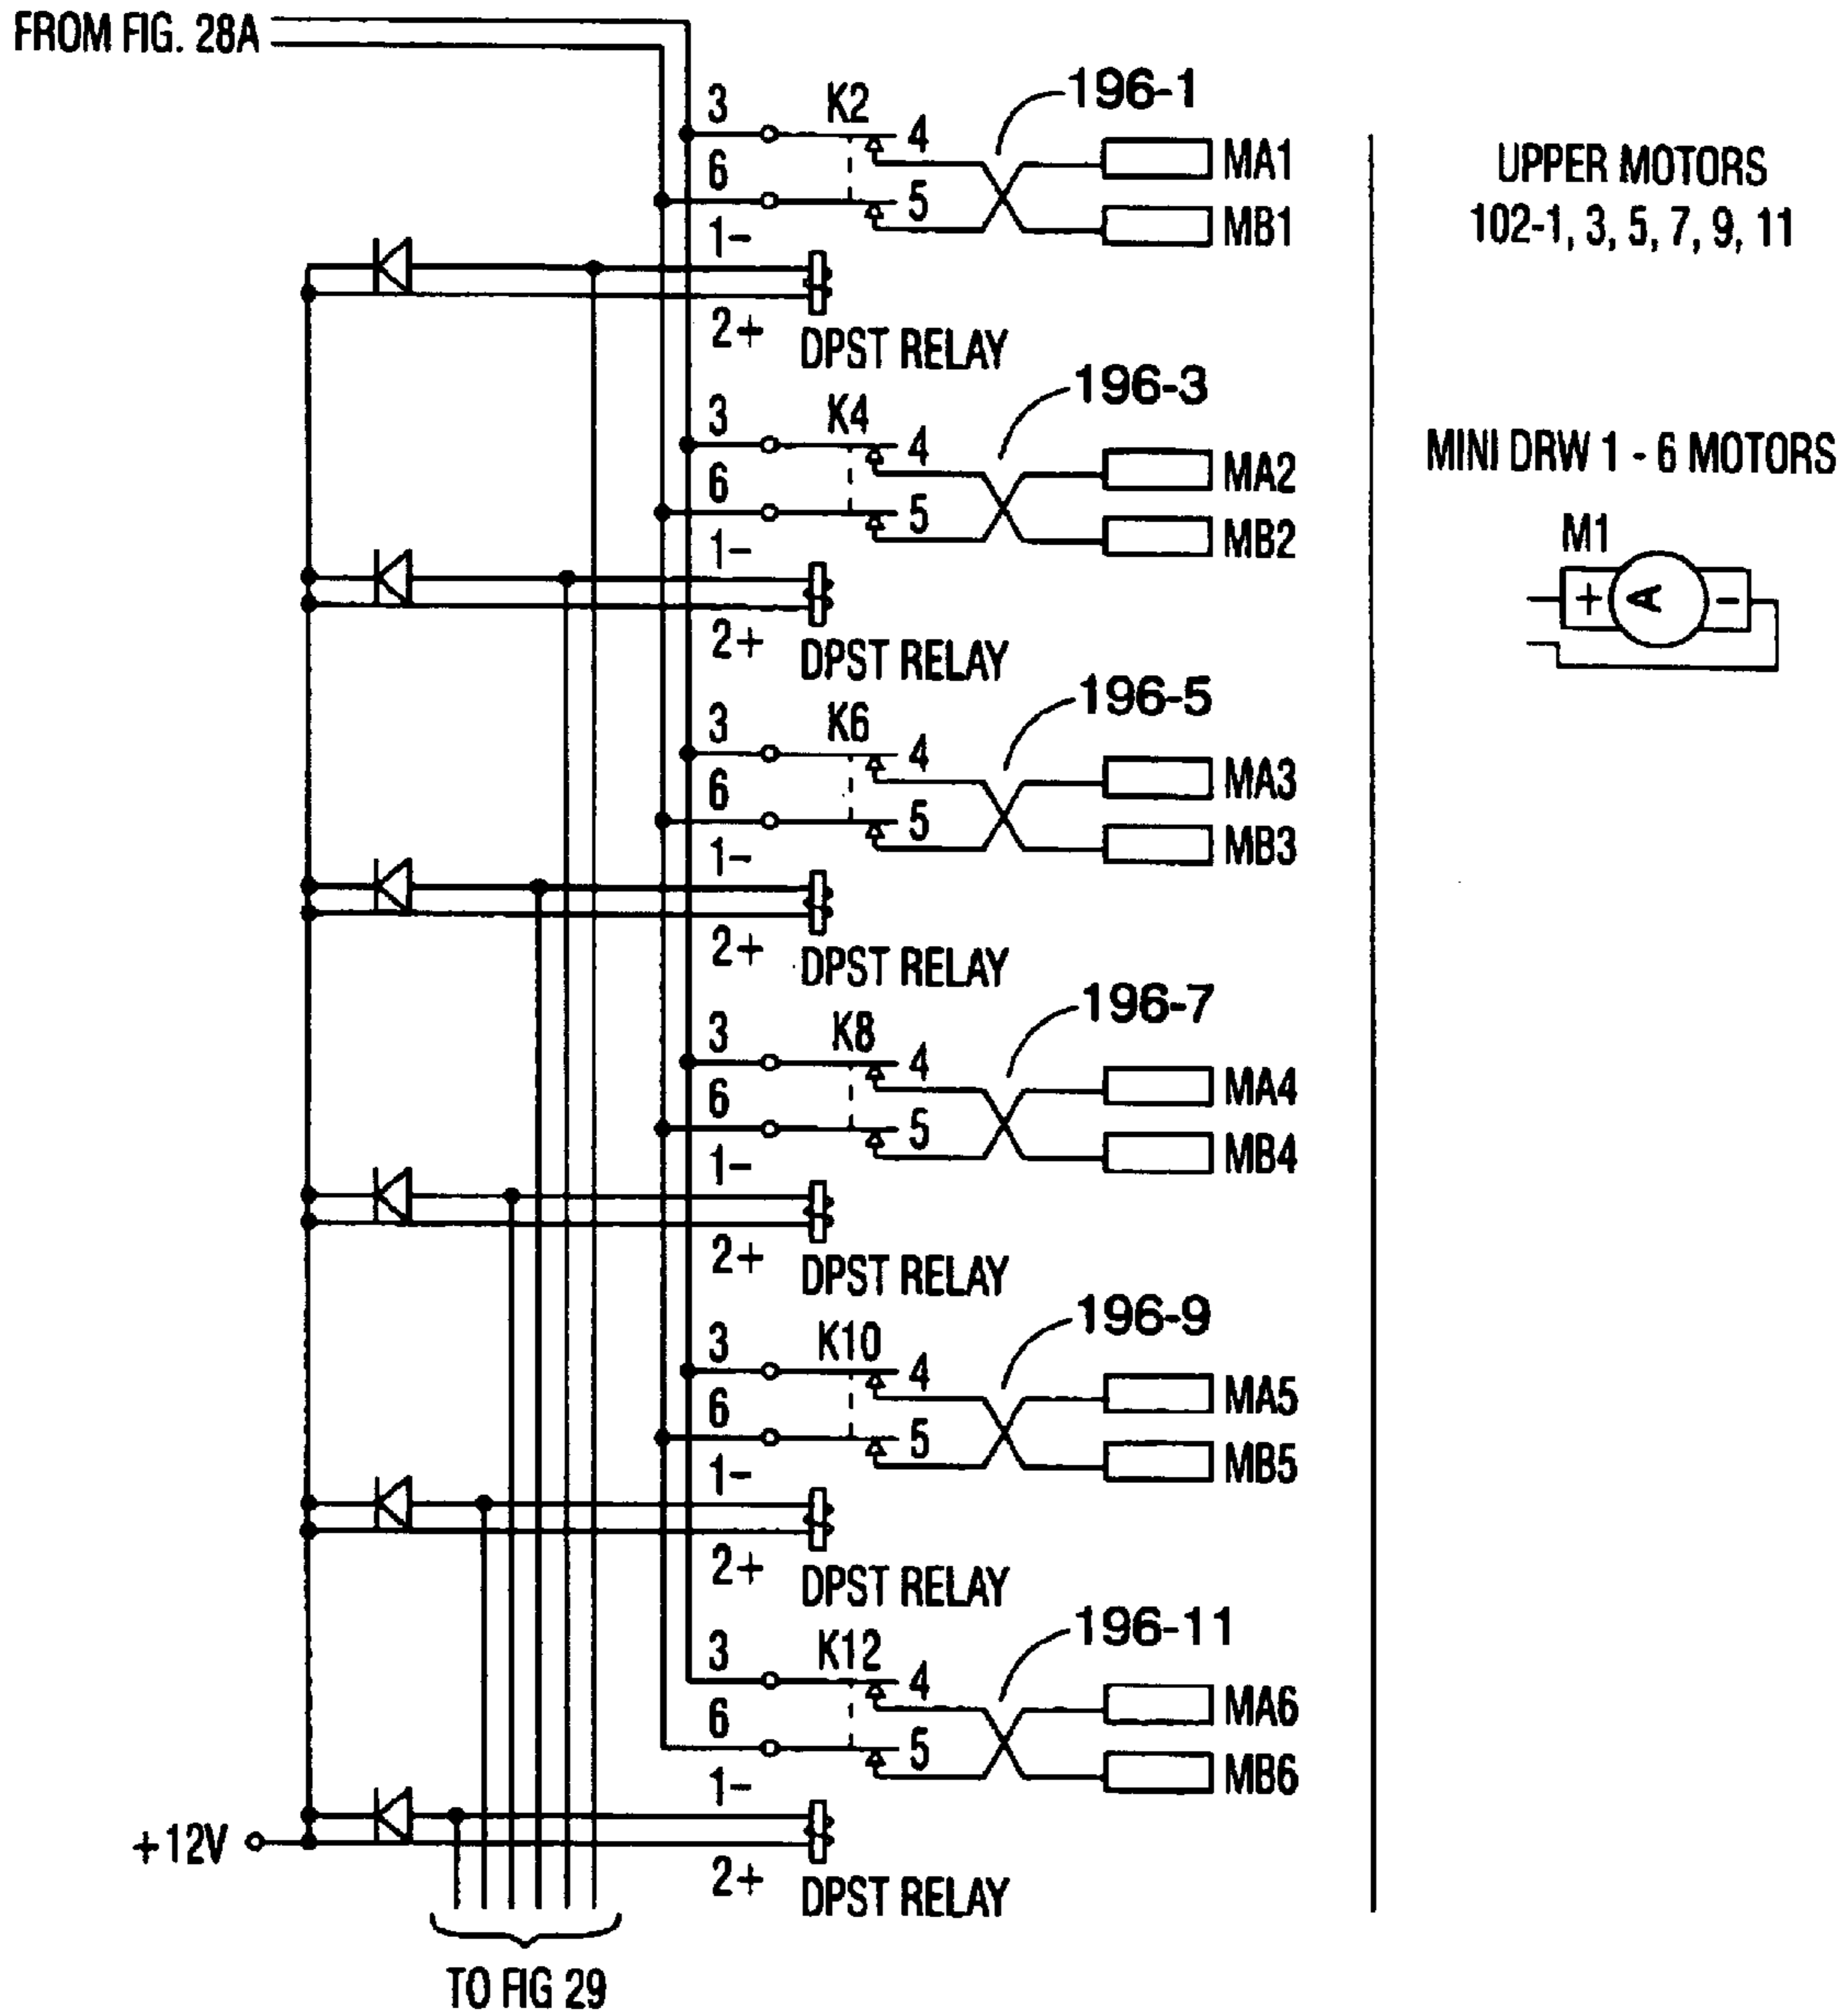 FROM FIG. 28A
3 K2 4 196-1
MA1
6 5
MB1
1-
2+
DPST RELAY
3 K4 4 196-3
MA2
6 5
MB2
1-
2+
DPST RELAY
3 K6 4 196-5
MA3
6 5
MB3
1-
2+
DPST RELAY
3 K8 4 196-7
MA4
6 5
MB4
1-
2+
DPST RELAY
3 K10 4 196-9
MA5
6 5
MB5
1-
2+
DPST RELAY
3 K12 4 196-11
MA6
6 5
MB6
1-
+12V
2+
DPST RELAY
TO FIG 29
UPPER MOTORS
102-1, 3, 5, 7, 9, 11
MINI DRW 1 - 6 MOTORS
M1
+ A -